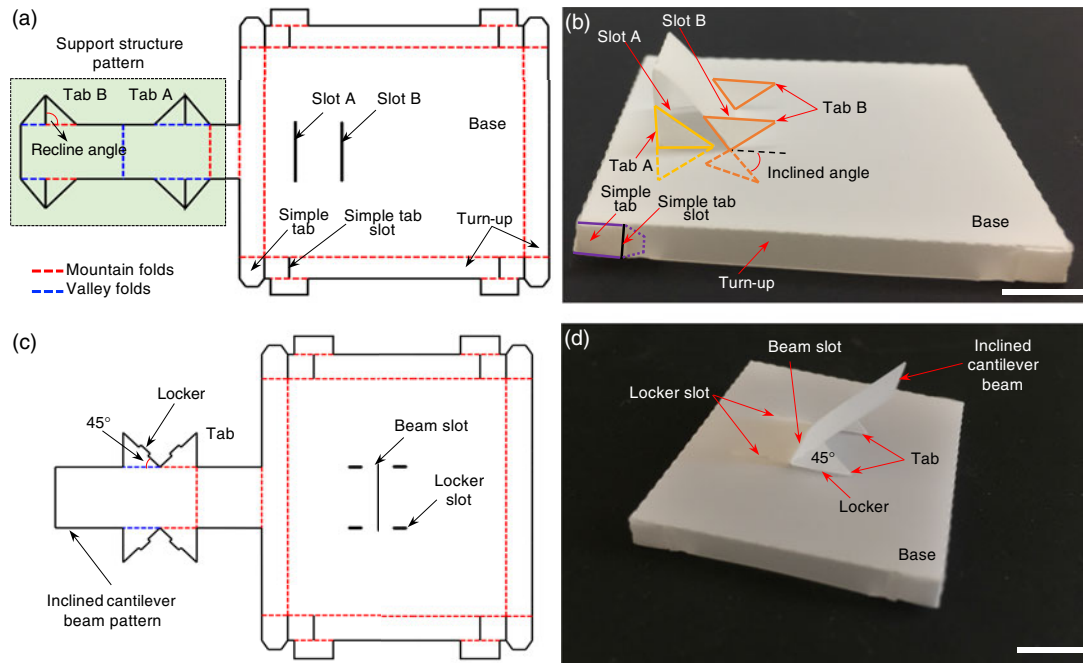 (a)
Support structure
pattern
Tab B
Tab A
Recline angle
Slot A
Slot B
Base
Simple
tab
Simple tab
slot
Turn-up
Mountain folds
Valley folds
(b)
Slot B
Slot A
Tab B
Tab A
Inclined angle
Simple
tab
Simple tab
slot
Base
Turn-up
(c)
Locker
45°
Tab
Beam slot
Locker
slot
Inclined cantilever
beam pattern
(d)
Beam slot
Inclined
cantilever
beam
Locker slot
45°
Tab
Locker
Base